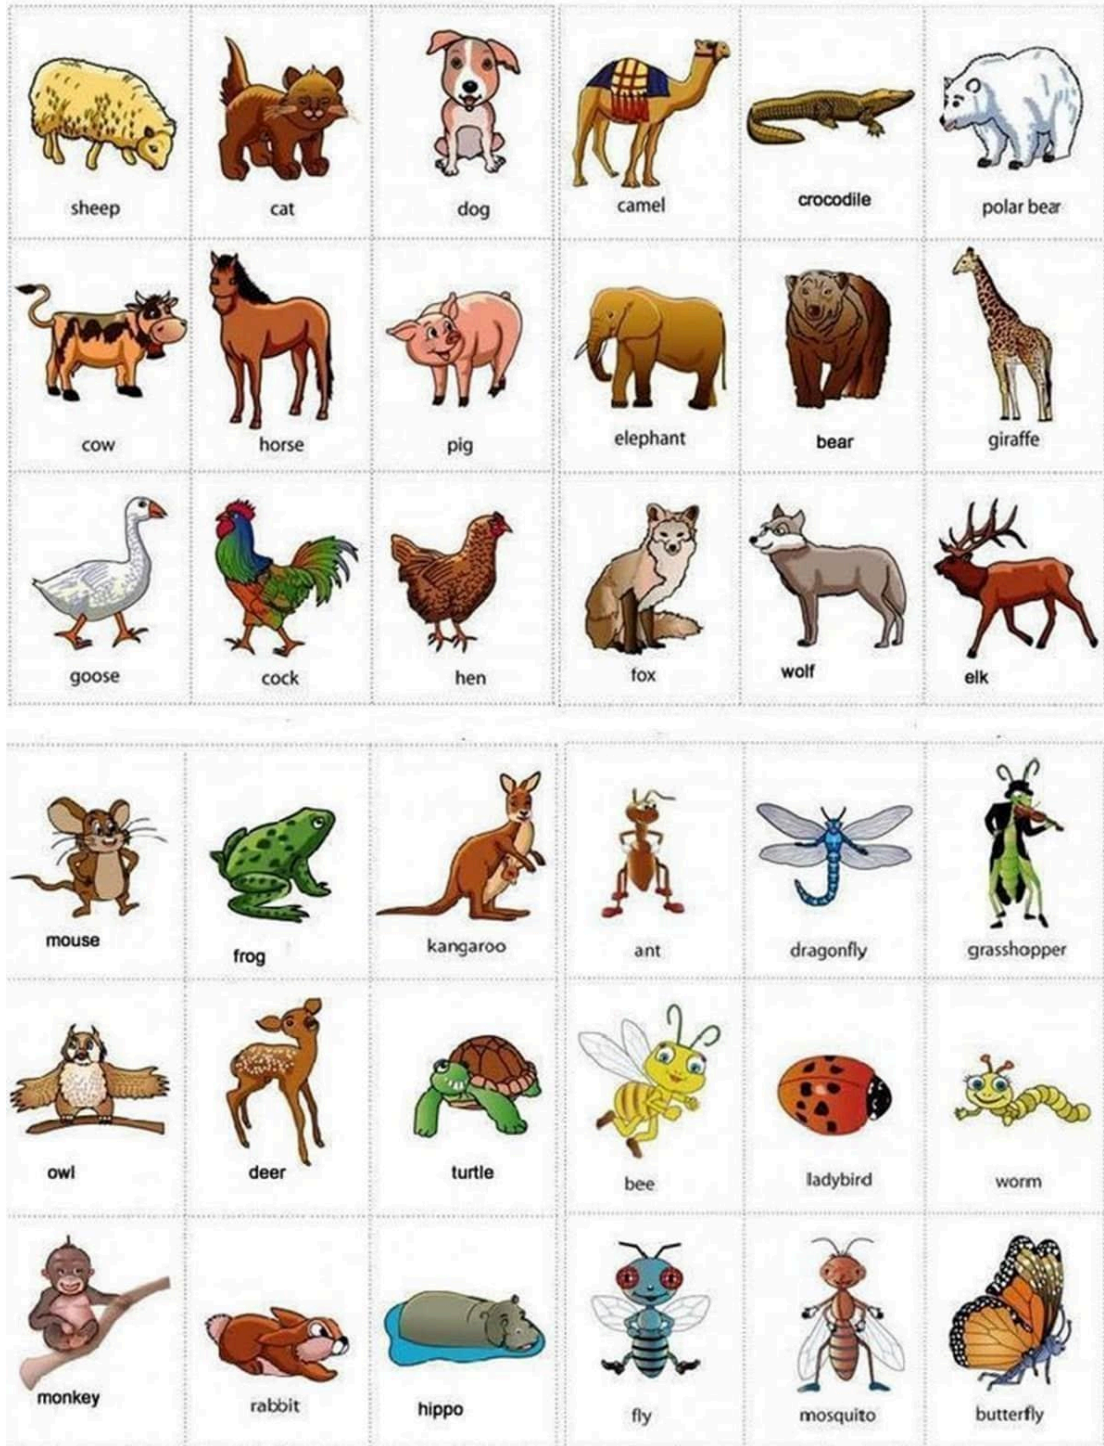 sheep
cat
dog
camel
crocodile
polar bear
cow
horse
pig
elephant
bear
giraffe
goose
cock
hen
fox
wolf
elk
mouse
frog
kangaroo
ant
dragonfly
grasshopper
owl
deer
turtle
bee
ladybird
worm
monkey
rabbit
hippo
fly
mosquito
butterfly